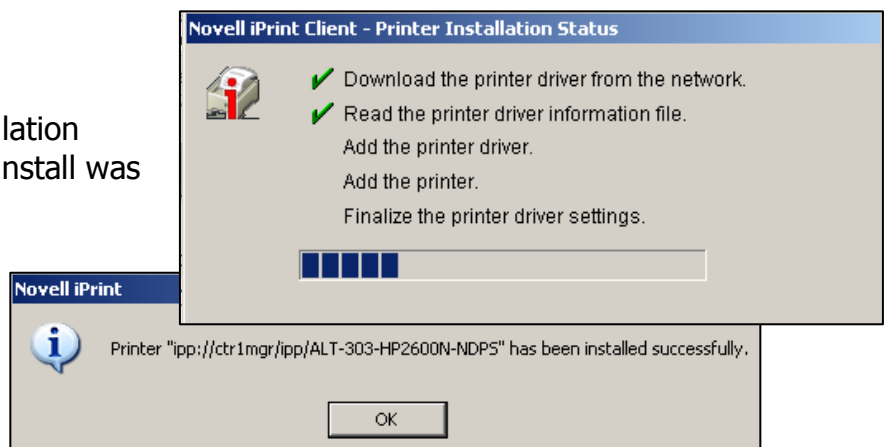 Novell iPrint Client - Printer Installation Status
Download the printer driver from the network.
Read the printer driver information file.
Add the printer driver.
Add the printer.
Finalize the printer driver settings.
lation
nstall was
Novell iPrint
Printer "ipp://ctr1mgr/ipp/ALT-303-HP2600N-NDPS" has been installed successfully.
OK